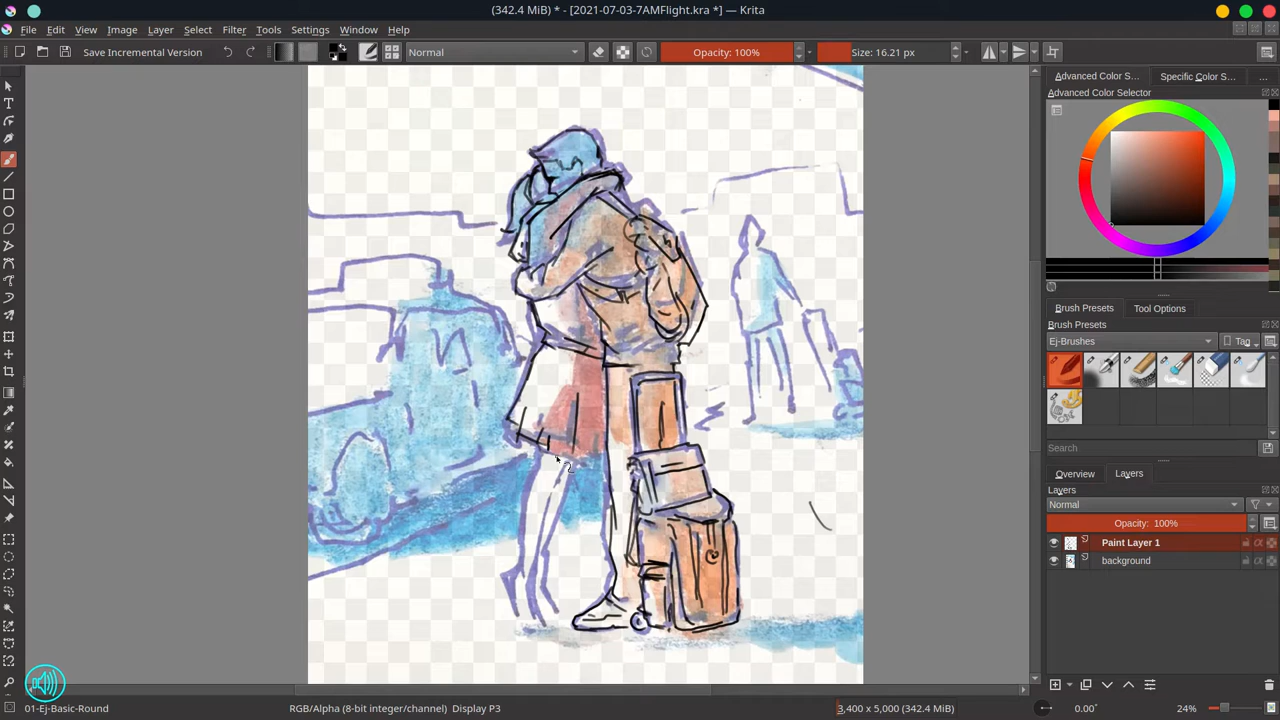 (342.4 MiB) * - [2021-07-03-7AMFlight.kra *] — Krita
File Edit View Image Layer Select Filter Tools Settings Window Help
Save Incremental Version Normal Opacity: 100% Size: 16.21 px
Advanced Color S... Specific Color S... ...
Advanced Color Selector
Brush Presets Tool Options
Brush Presets
Ej-Brushes Tag
Search
Overview Layers
Layers
Normal
Opacity: 100%
Paint Layer 1
background
01-Ej-Basic-Round RGB/Alpha (8-bit integer/channel) Display P3 3,400 x 5,000 (342.4 MiB) 0.00° 24%